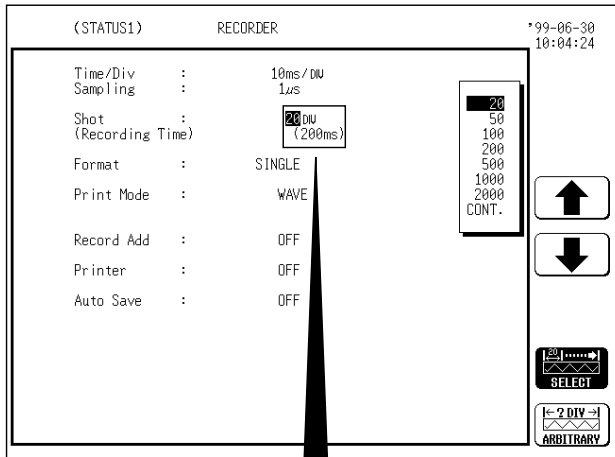 (STATUS1) RECORDER '99-06-30
10:04:24
Time/Div : 10ms/DIV
Sampling : 1µs
Shot : 20 DIV
(Recording Time) (200ms)
Format : SINGLE
Print Mode : WAVE
Record Add : OFF
Printer : OFF
Auto Save : OFF
20
50
100
200
500
1000
2000
CONT.
20
SELECT
? DIV
ARBITRARY